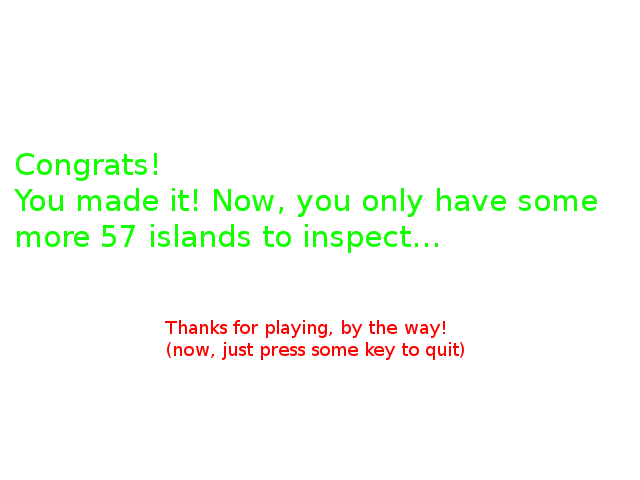 Congrats!
You made it! Now, you only have some
more 57 islands to inspect...
Thanks for playing, by the way!
(now, just press some key to quit)